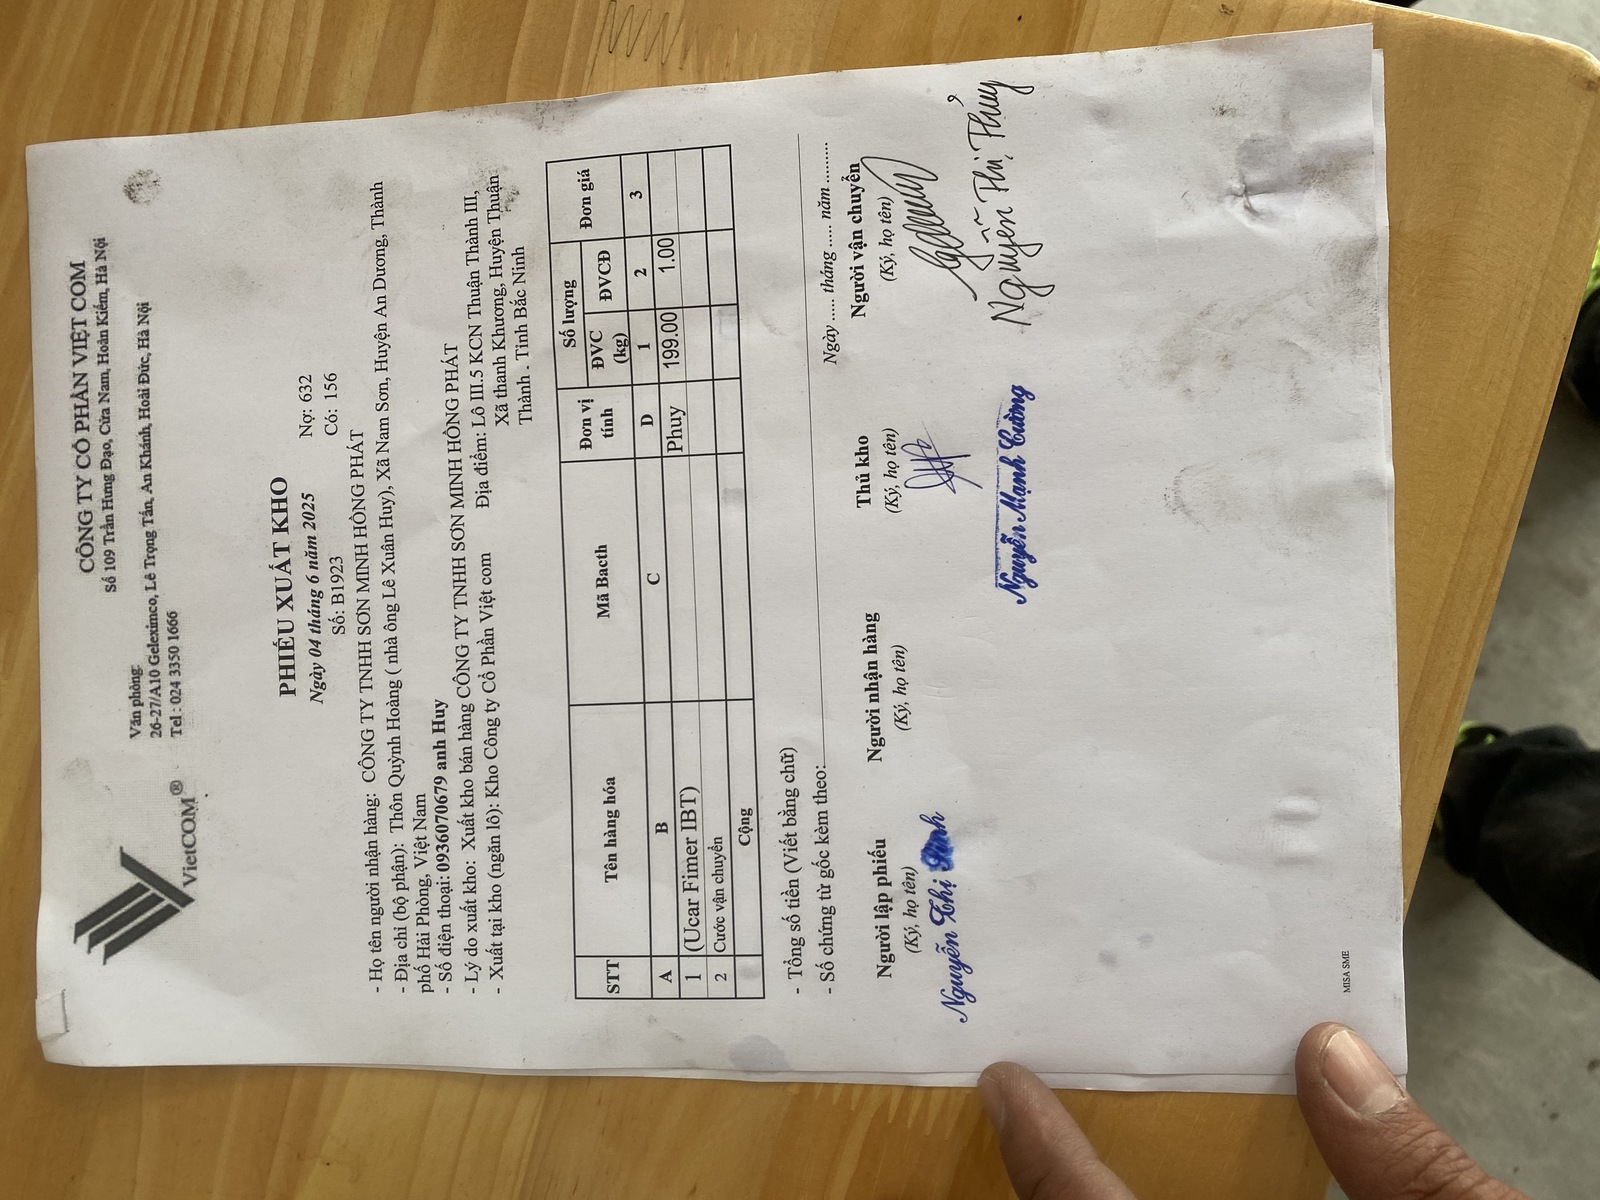 VietCOM®
CÔNG TY CỔ PHẦN VIỆT COM
Số 109 Trần Hưng Đạo, Cửa Nam, Hoàn Kiếm, Hà Nội
Văn phòng:
26-27/A10 Geleximco, Lê Trọng Tấn, An Khánh, Hoài Đức, Hà Nội
Tel : 024 3350 1666
PHIẾU XUẤT KHO
Ngày 04 tháng 6 năm 2025
Nợ: 632
Số: B1923
Có: 156
- Họ tên người nhận hàng: CÔNG TY TNHH SƠN MINH HỒNG PHÁT
- Địa chỉ (bộ phận): Thôn Quỳnh Hoàng ( nhà ông Lê Xuân Huy), Xã Nam Sơn, Huyện An Dương, Thành
phố Hải Phòng, Việt Nam
- Số điện thoại: 0936070679 anh Huy
- Lý do xuất kho: Xuất kho bán hàng CÔNG TY TNHH SƠN MINH HỒNG PHÁT
- Xuất tại kho (ngăn lô): Kho Công ty Cổ Phần Việt com
Địa điểm: Lô III.5 KCN Thuận Thành III,
Xã thanh Khương, Huyện Thuận
Thành - Tỉnh Bắc Ninh
STT Tên hàng hóa Mã Bacth Đơn vị tính Số lượng Đơn giá
ĐVC (kg) ĐVCĐ
A B C D 1 2 3
1 (Ucar Fimer IBT) Phuy 199.00 1.00
2 Cước vận chuyển
Cộng
- Tổng số tiền (Viết bằng chữ)
- Số chứng từ gốc kèm theo:
Ngày ..... tháng ..... năm ..........
Người lập phiếu Người nhận hàng Thủ kho Người vận chuyển
(Ký, họ tên) (Ký, họ tên) (Ký, họ tên) (Ký, họ tên)
Nguyễn Thị
Nguyễn Mạnh Cường
Nguyễn Thị Thủy
MISA SME